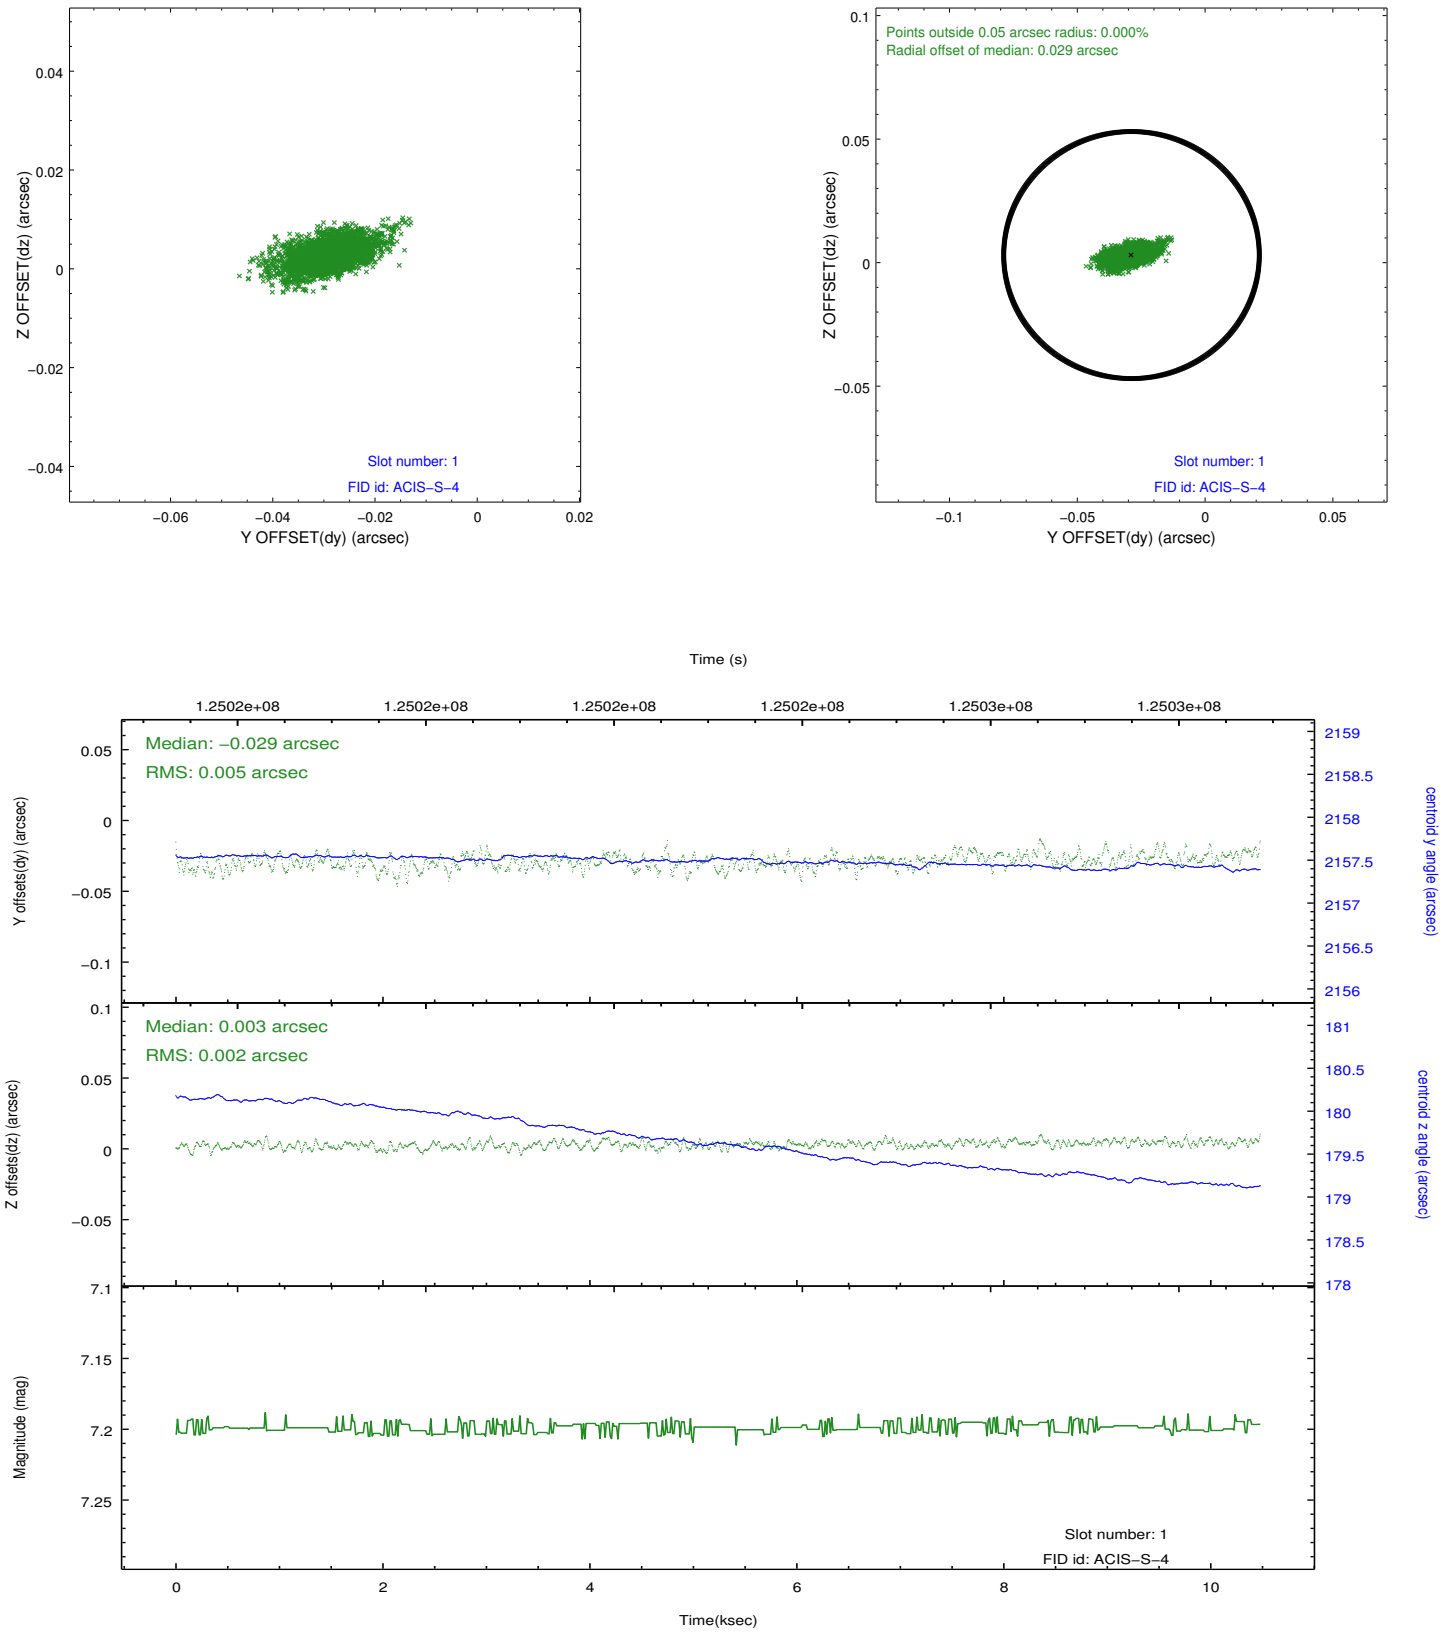 0.04
0.02
0
−0.02
−0.04
Z OFFSET(dz) (arcsec)
Slot number: 1
FID id: ACIS−S−4
−0.06 −0.04 −0.02 0 0.02
Y OFFSET(dy) (arcsec)
0.1
0.05
0
−0.05
Z OFFSET(dz) (arcsec)
Points outside 0.05 arcsec radius: 0.000%
Radial offset of median: 0.029 arcsec
Slot number: 1
FID id: ACIS−S−4
−0.1 −0.05 0 0.05
Y OFFSET(dy) (arcsec)
Time (s)
1.2502e+08 1.2502e+08 1.2502e+08 1.2502e+08 1.2503e+08 1.2503e+08
Median: −0.029 arcsec
RMS: 0.005 arcsec
0.05
0
−0.05
−0.1
Y offsets(dy) (arcsec)
2159
2158.5
2158
2157.5
2157
2156.5
2156
centroid y angle (arcsec)
Median: 0.003 arcsec
RMS: 0.002 arcsec
0.1
0.05
0
−0.05
Z offsets(dz) (arcsec)
181
180.5
180
179.5
179
178.5
178
centroid z angle (arcsec)
7.1
7.15
7.2
7.25
Magnitude (mag)
Slot number: 1
FID id: ACIS−S−4
0 2 4 6 8 10
Time(ksec)